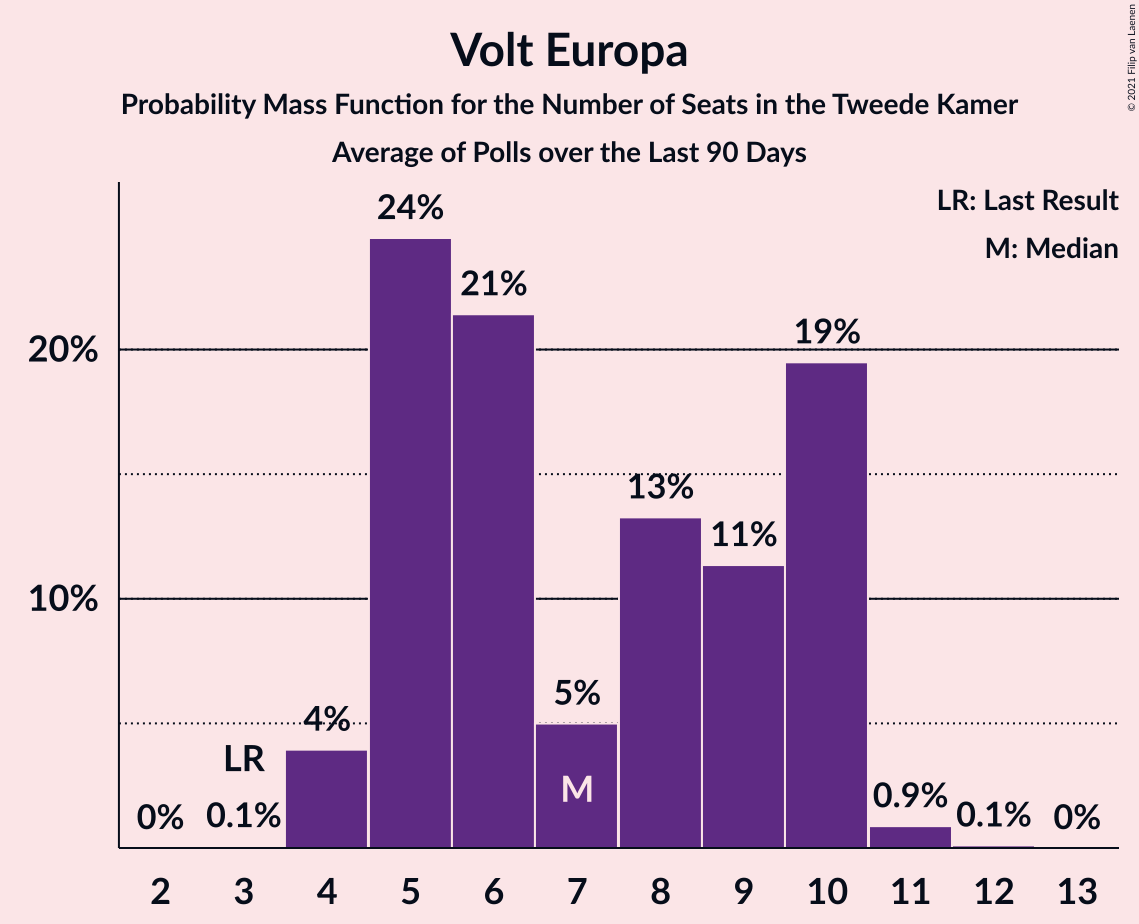 Volt Europa
Probability Mass Function for the Number of Seats in the Tweede Kamer
Average of Polls over the Last 90 Days
© 2021 Filip van Laenen
LR: Last Result
M: Median
24%
21%
19%
20%
13%
11%
10%
5%
4%
LR
M
0%
0.1%
0.9%
0.1%
0%
2 3 4 5 6 7 8 9 10 11 12 13